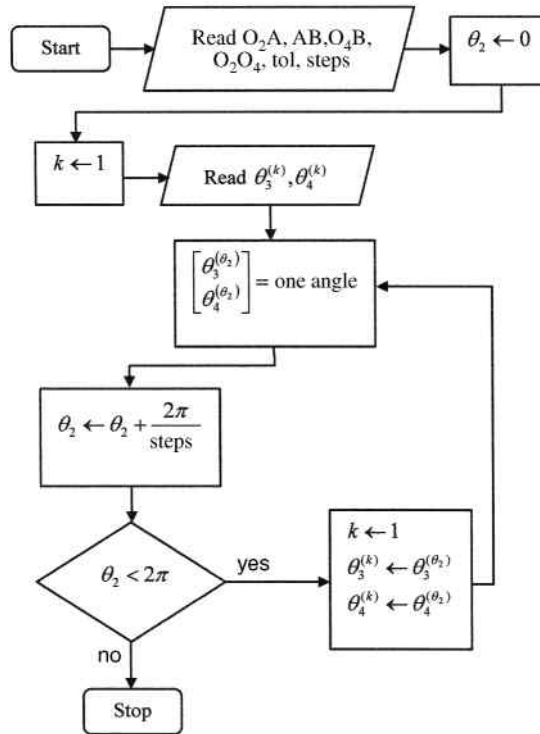 Start
Read O₂A, AB,O₄B,
O₂O₄, tol, steps
θ₂ ← 0
k ← 1
Read θ₃⁽ᵏ⁾,θ₄⁽ᵏ⁾
[θ₃^(θ₂)
θ₄^(θ₂)] = one angle
θ₂ ← θ₂ + 2π/steps
θ₂ < 2π
yes
k ← 1
θ₃⁽ᵏ⁾ ← θ₃^(θ₂)
θ₄⁽ᵏ⁾ ← θ₄^(θ₂)
no
Stop